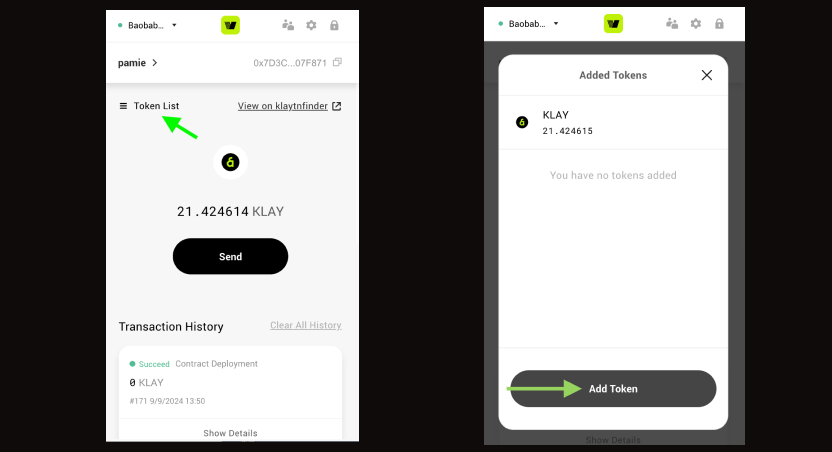 Baobab...
pamie
0x7D3C...07F871
Token List
View on klaytnfinder
21.424614 KLAY
Send
Transaction History
Clear All History
Succeed Contract Deployment
0 KLAY
#171 9/9/2024 13:50
Show Details
Baobab...
Added Tokens
KLAY
21.424615
You have no tokens added
Add Token
Show Details